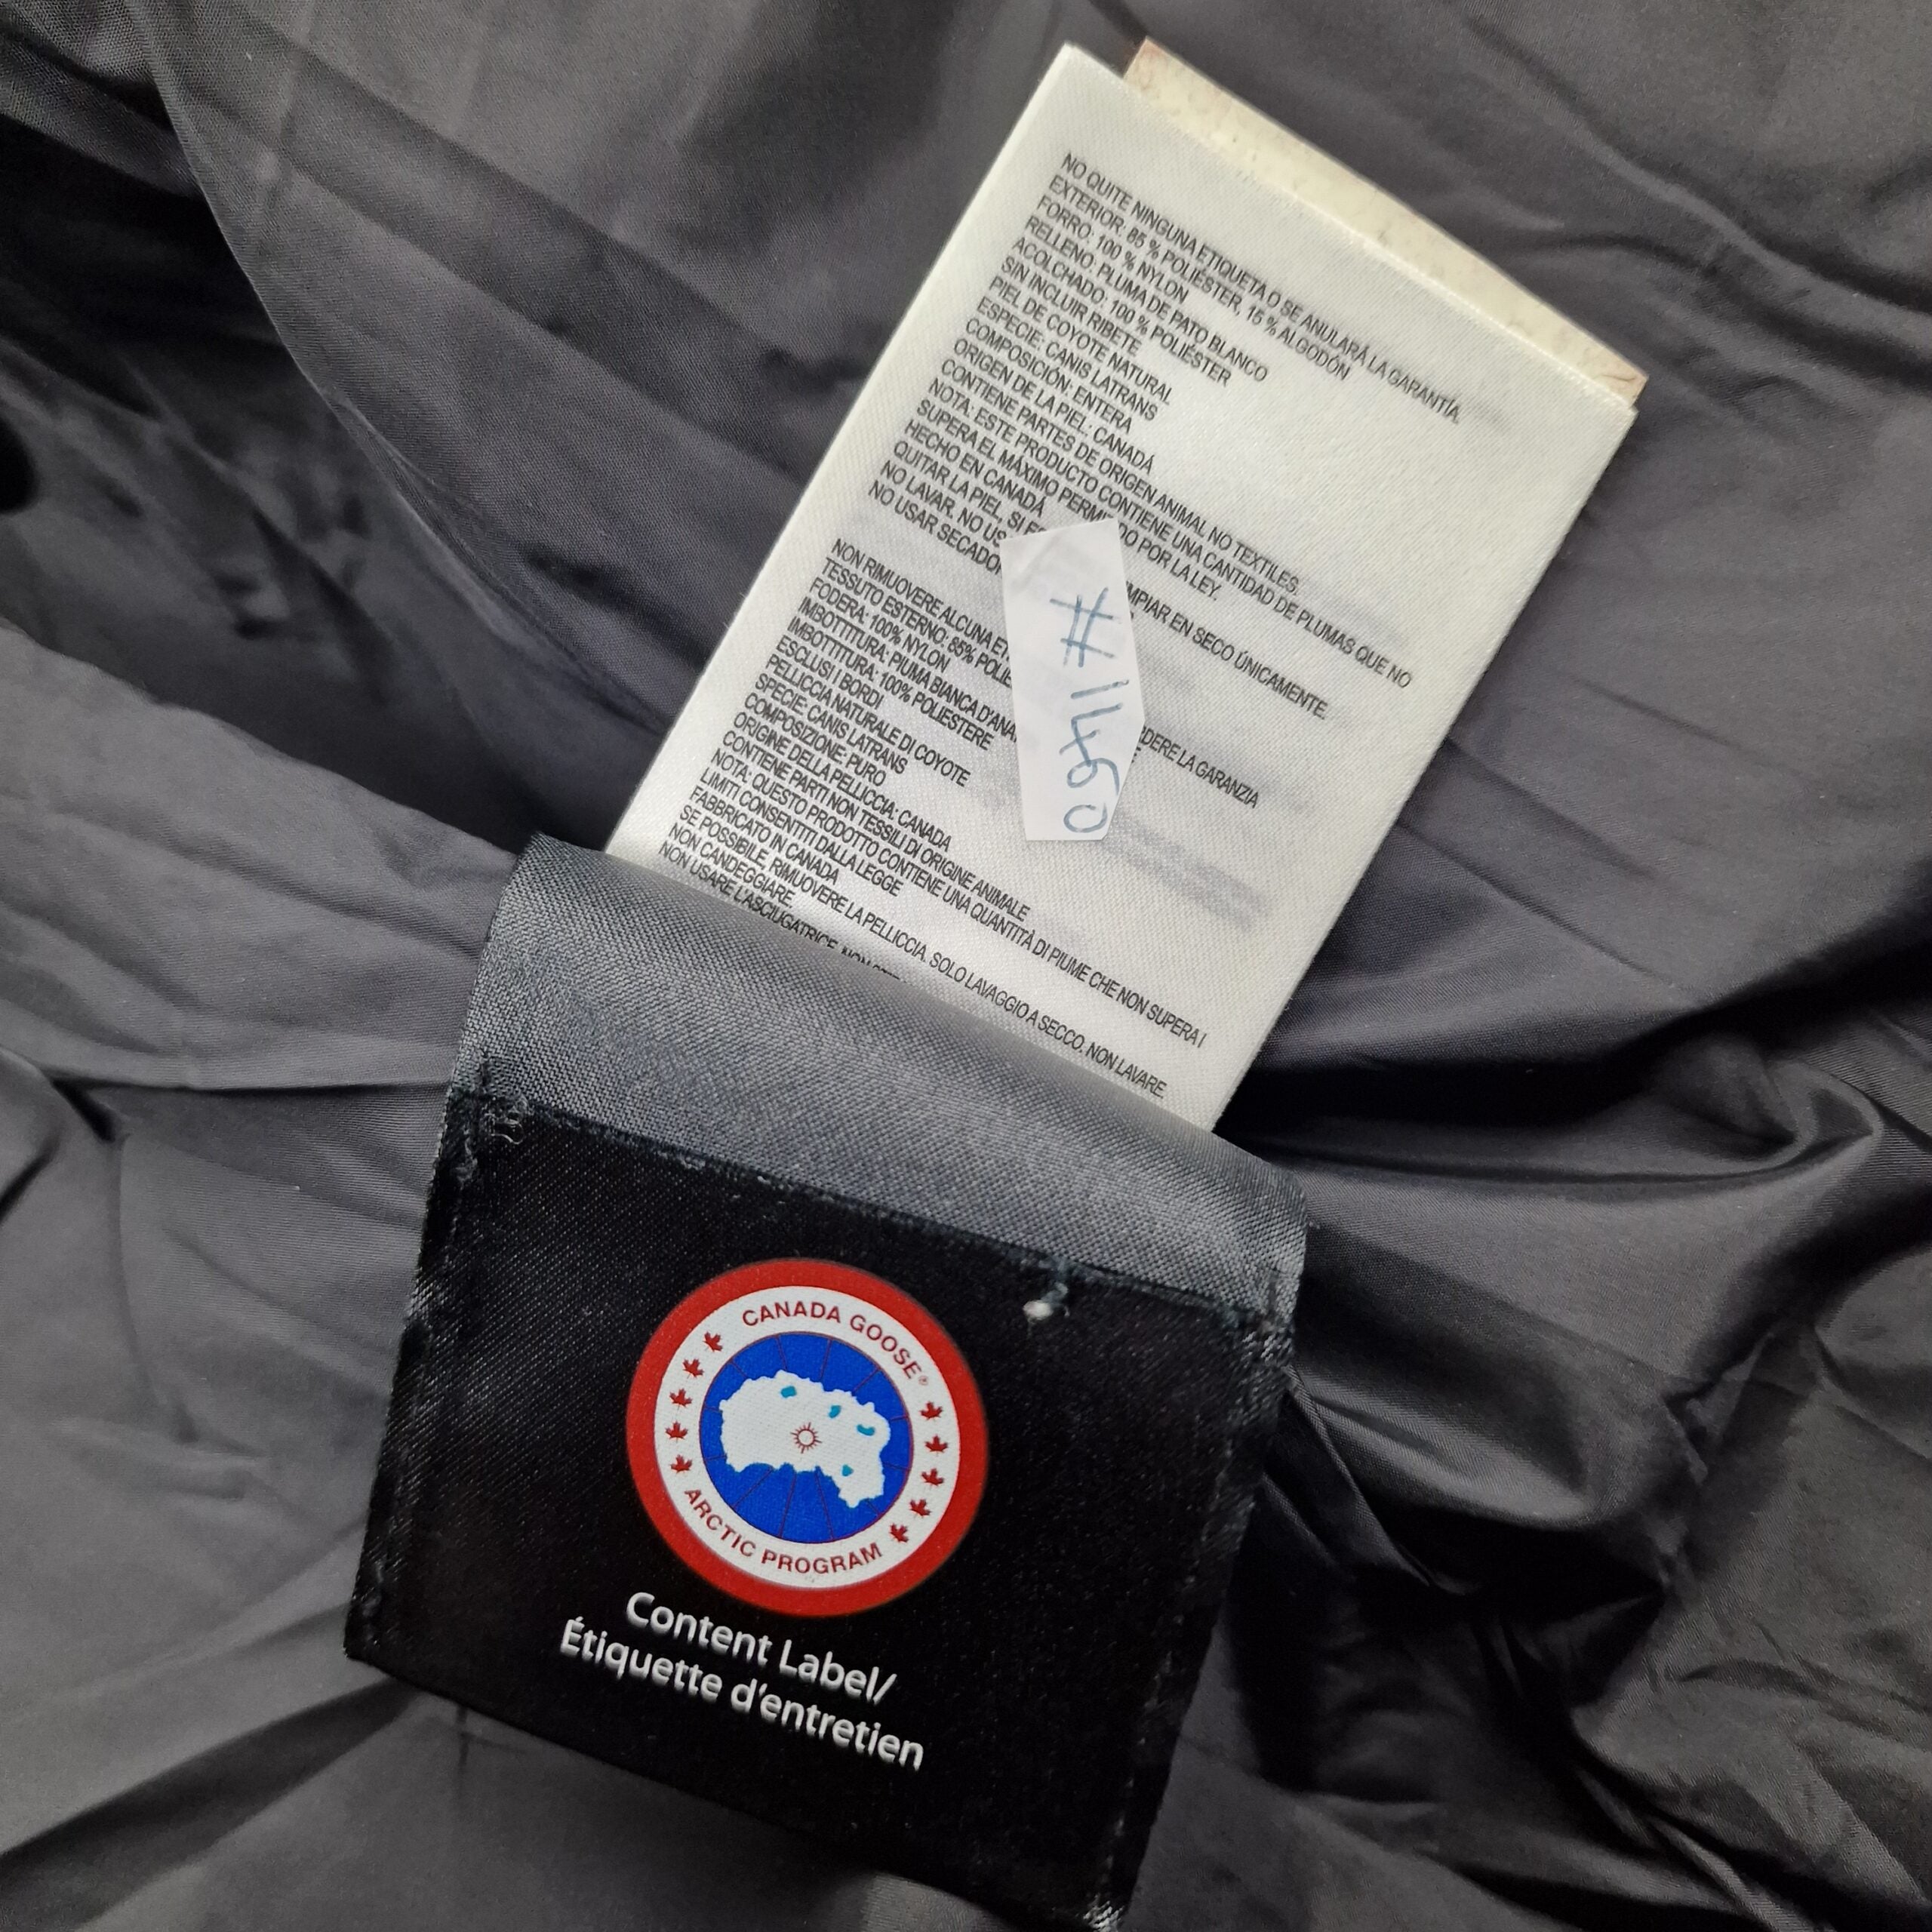 NO QUITE NINGUNA ETIQUETA O SE ANULARÁ LA GARANTÍA.
EXTERIOR: 85 % POLIÉSTER, 15 % ALGODÓN
FORRO: 100 % NYLON
RELLENO: PLUMA DE PATO BLANCO
ACOLCHADO: 100 % POLIÉSTER
SIN INCLUIR RIBETE
PIEL DE COYOTE NATURAL
ESPECIE: CANIS LATRANS
COMPOSICIÓN: ENTERA
ORIGEN DE LA PIEL: CANADÁ
CONTIENE PARTES DE ORIGEN ANIMAL NO TEXTILES.
NOTA: ESTE PRODUCTO CONTIENE UNA CANTIDAD DE PLUMAS QUE NO
SUPERA EL MÁXIMO PERMITIDO POR LA LEY.
HECHO EN CANADÁ
QUITAR LA PIEL, SI EN SECO ÚNICAMENTE.
NO LAVAR. NO
NO USAR
#11460
NON RIMUOVERE ALCUNA LA GARANZIA
TESSUTO ESTERNO: 85%
FODERA: 100% NYLON
IMBOTTITURA: PIUMA BIANCA
IMBOTTITURA: 100% POLIESTERE
ESCLUSI I BORDI
PELLICCIA NATURALE DI COYOTE
SPECIE: CANIS LATRANS
COMPOSIZIONE: PURO
ORIGINE DELLA PELLICCIA: CANADA
CONTIENE PARTI NON TESSILI DI ORIGINE ANIMALE
NOTA: QUESTO PRODOTTO CONTIENE UNA QUANTITÀ DI PIUME CHE NON SUPERA I
LIMITI CONSENTITI DALLA LEGGE
FABBRICATO IN CANADA
SE POSSIBILE, RIMUOVERE LA PELLICCIA. SOLO LAVAGGIO A SECCO. NON LAVARE
NON CANDEGGIARE.
NON USARE L'ASCIUGATRICE. NON
CANADA GOOSE®
ARCTIC PROGRAM
Content Label/
Étiquette d'entretien